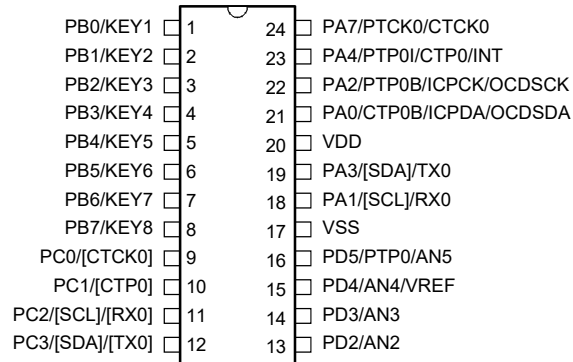 PB0/KEY1 1 24 PA7/PTCK0/CTCK0
PB1/KEY2 2 23 PA4/PTP0I/CTP0/INT
PB2/KEY3 3 22 PA2/PTP0B/ICPCK/OCDSCK
PB3/KEY4 4 21 PA0/CTP0B/ICPDA/OCDSDA
PB4/KEY5 5 20 VDD
PB5/KEY6 6 19 PA3/[SDA]/TX0
PB6/KEY7 7 18 PA1/[SCL]/RX0
PB7/KEY8 8 17 VSS
PC0/[CTCK0] 9 16 PD5/PTP0/AN5
PC1/[CTP0] 10 15 PD4/AN4/VREF
PC2/[SCL]/[RX0] 11 14 PD3/AN3
PC3/[SDA]/[TX0] 12 13 PD2/AN2